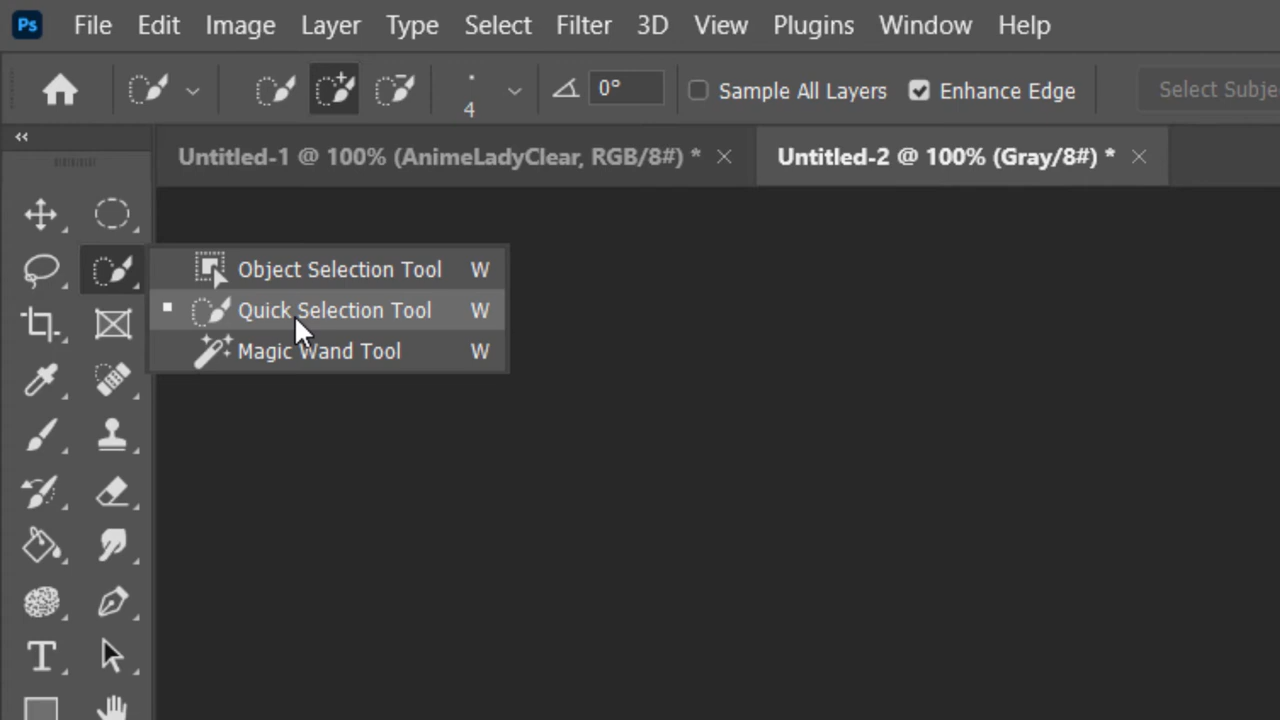 Ps File Edit Image Layer Type Select Filter 3D View Plugins Window Help
4 0° Sample All Layers Enhance Edge Select Subje
Untitled-1 @ 100% (AnimeLadyClear, RGB/8#) * Untitled-2 @ 100% (Gray/8#) *
Object Selection Tool W
Quick Selection Tool W
Magic Wand Tool W